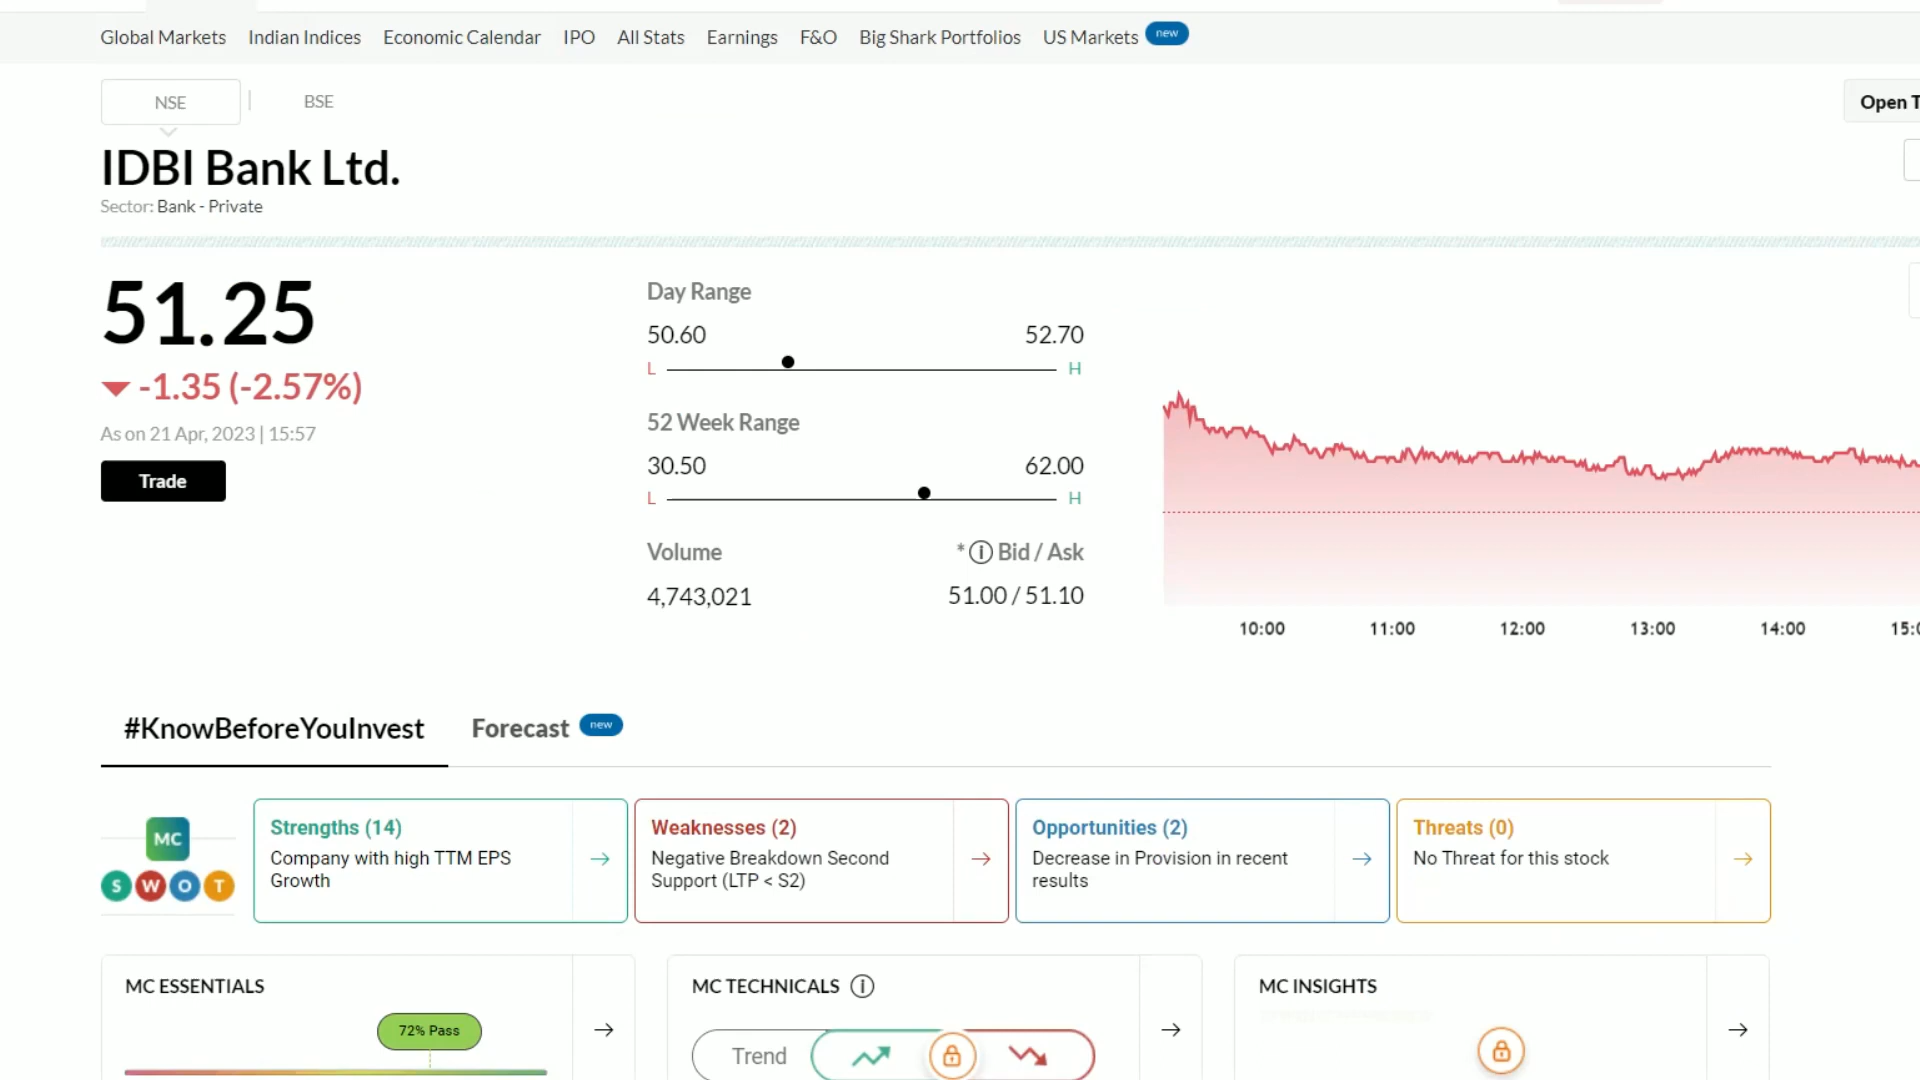 Global Markets Indian Indices Economic Calendar IPO All Stats Earnings F&O Big Shark Portfolios US Markets new
NSE BSE
Open T
IDBI Bank Ltd.
Sector: Bank - Private
51.25
-1.35 (-2.57%)
As on 21 Apr, 2023 | 15:57
Trade
Day Range
50.60 52.70
L H
52 Week Range
30.50 62.00
L H
Volume * i Bid / Ask
4,743,021 51.00 / 51.10
10:00 11:00 12:00 13:00 14:00 15:0
#KnowBeforeYouInvest Forecast new
MC
S W O T
Strengths (14)
Company with high TTM EPS
Growth
Weaknesses (2)
Negative Breakdown Second
Support (LTP < S2)
Opportunities (2)
Decrease in Provision in recent
results
Threats (0)
No Threat for this stock
MC ESSENTIALS
72% Pass
MC TECHNICALS i
Trend
MC INSIGHTS